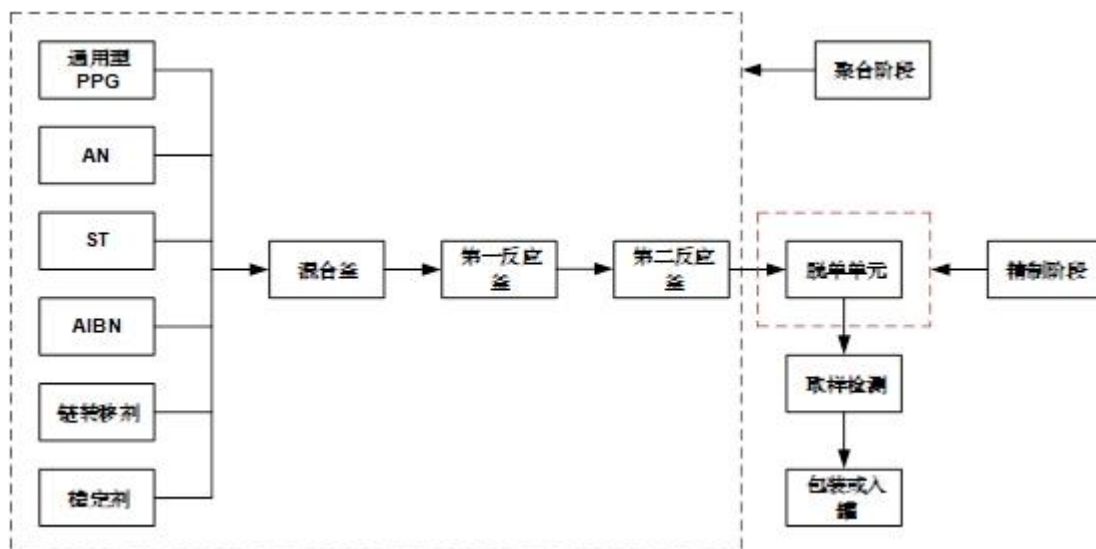 通用型
PPG
聚合阶段
AN
ST
混合釜
第一反应
釜
第二反应
釜
脱单单元
精制阶段
AIBN
取样检测
链转移剂
稳定剂
包装或入
罐